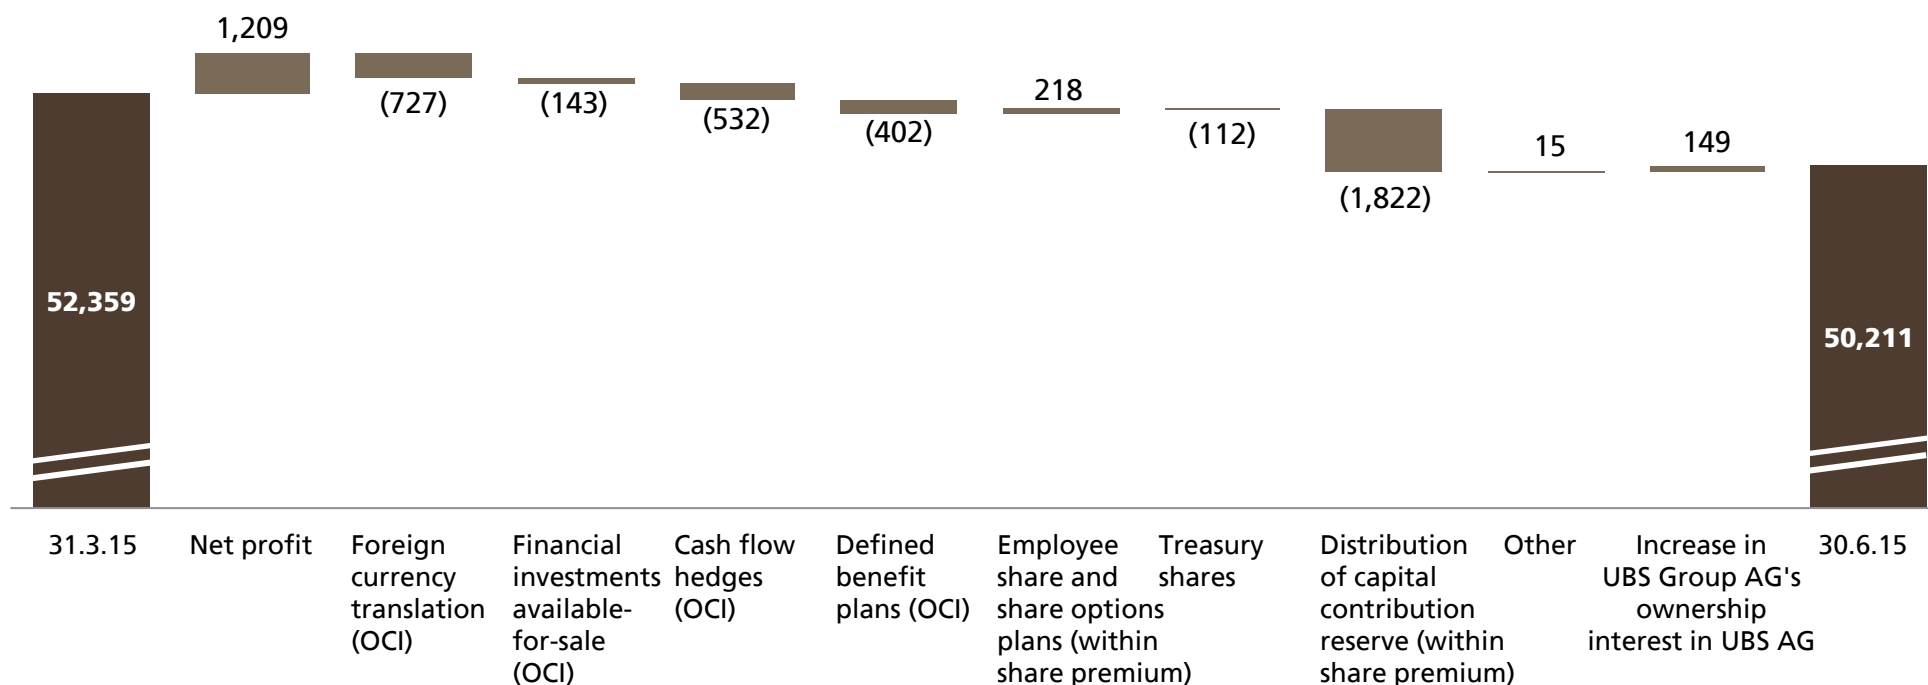 1,209
(727)
(143)
(532)
(402)
218
(112)
(1,822)
15
149
52,359
50,211
31.3.15
Net profit
Foreign
currency
translation
(OCI)
Financial
investments
available-
for-sale
(OCI)
Cash flow
hedges
(OCI)
Defined
benefit
plans (OCI)
Employee
share and
share options
plans (within
share premium)
Treasury
shares
Distribution
of capital
contribution
reserve (within
share premium)
Other
Increase in
UBS Group AG's
ownership
interest in UBS AG
30.6.15